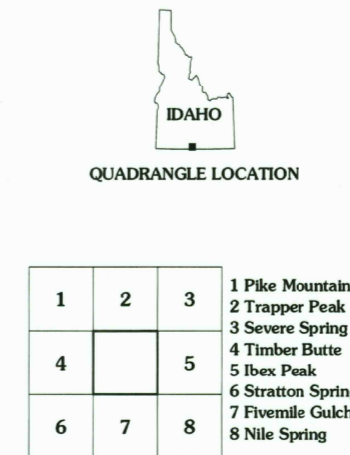 IDAHO
QUADRANGLE LOCATION
1 2 3
4 5
6 7 8
1 Pike Mountain
2 Trapper Peak
3 Severe Spring
4 Timber Butte
5 Ibex Peak
6 Stratton Sprin
7 Fivemile Gulch
8 Nile Spring